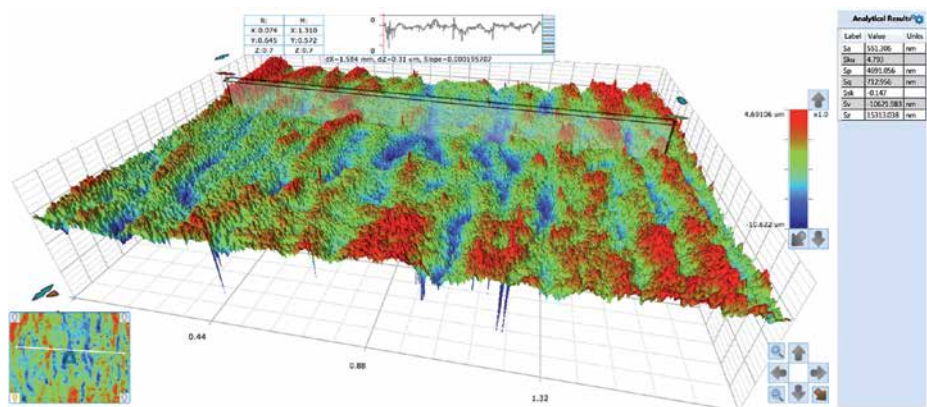 R: M:
X:0.074 X:1.310
Y:0.645 Y:0.572
Z:0.7 Z:0.7
0
0
dX=1.584 mm, dZ=0.31 um, Slope=0.000195707
Analytical Results
Label Value Units
Sa 551.306 nm
Sku 4.793
Sp 4691.056 nm
Sq 712.956 nm
Ssk -0.147
Sv -10621.983 nm
Sz 15313.038 nm
4.69106 um
x1.0
-10.622 um
0.44
0.88
1.32